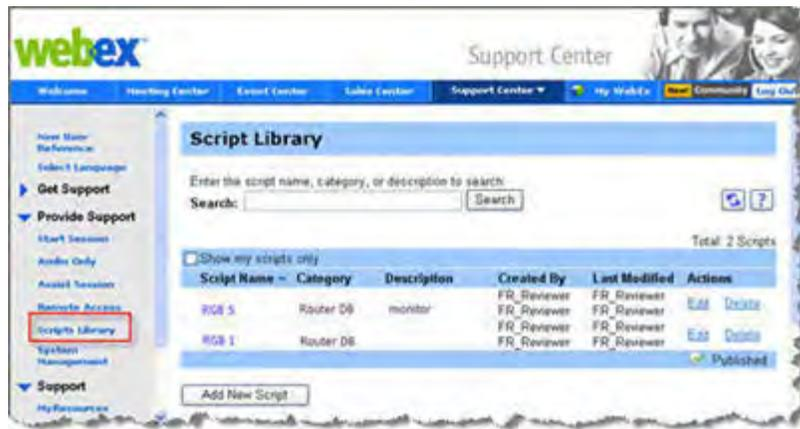 webex
Support Center
Welcome Meeting Center Event Center Sales Center Support Center ▼ My WebEx New! Community Log Out
New User Reference
Select Language
Get Support
Provide Support
Start Session
Audio Only
Assist Session
Remote Access
Scripts Library
System Management
Support
MyResources
Script Library
Enter the script name, category, or description to search:
Search: Search
?
Total: 2 Scripts
Show my scripts only
Script Name Category Description Created By Last Modified Actions
RGB 5 Router DB monitor FR_Reviewer FR_Reviewer FR_Reviewer FR_Reviewer Edit Delete
RGB 1 Router DB FR_Reviewer FR_Reviewer FR_Reviewer FR_Reviewer Edit Delete
Published
Add New Script